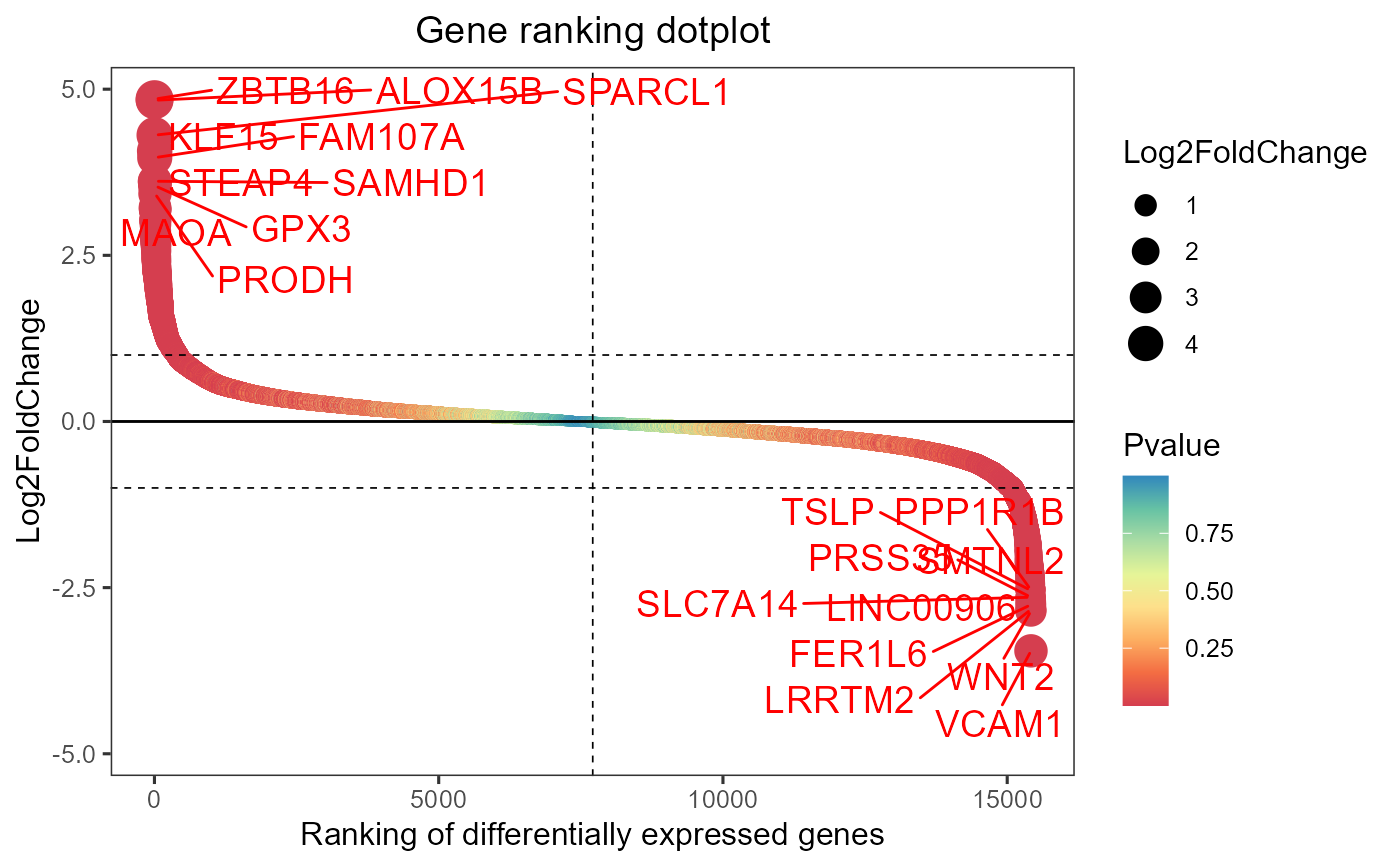 Gene ranking dotplot
Log2FoldChange
5.0
2.5
0.0
-2.5
-5.0
ZBTB16 ALOX15B SPARCL1
KLF15 FAM107A
STEAP4 SAMHD1
MAOA GPX3
PRODH
TSLP PPP1R1B
PRSS35 SMTNL2
SLC7A14 LINC00906
FER1L6
WNT2
LRRTM2
VCAM1
0 5000 10000 15000
Ranking of differentially expressed genes
Log2FoldChange
1
2
3
4
Pvalue
0.75
0.50
0.25